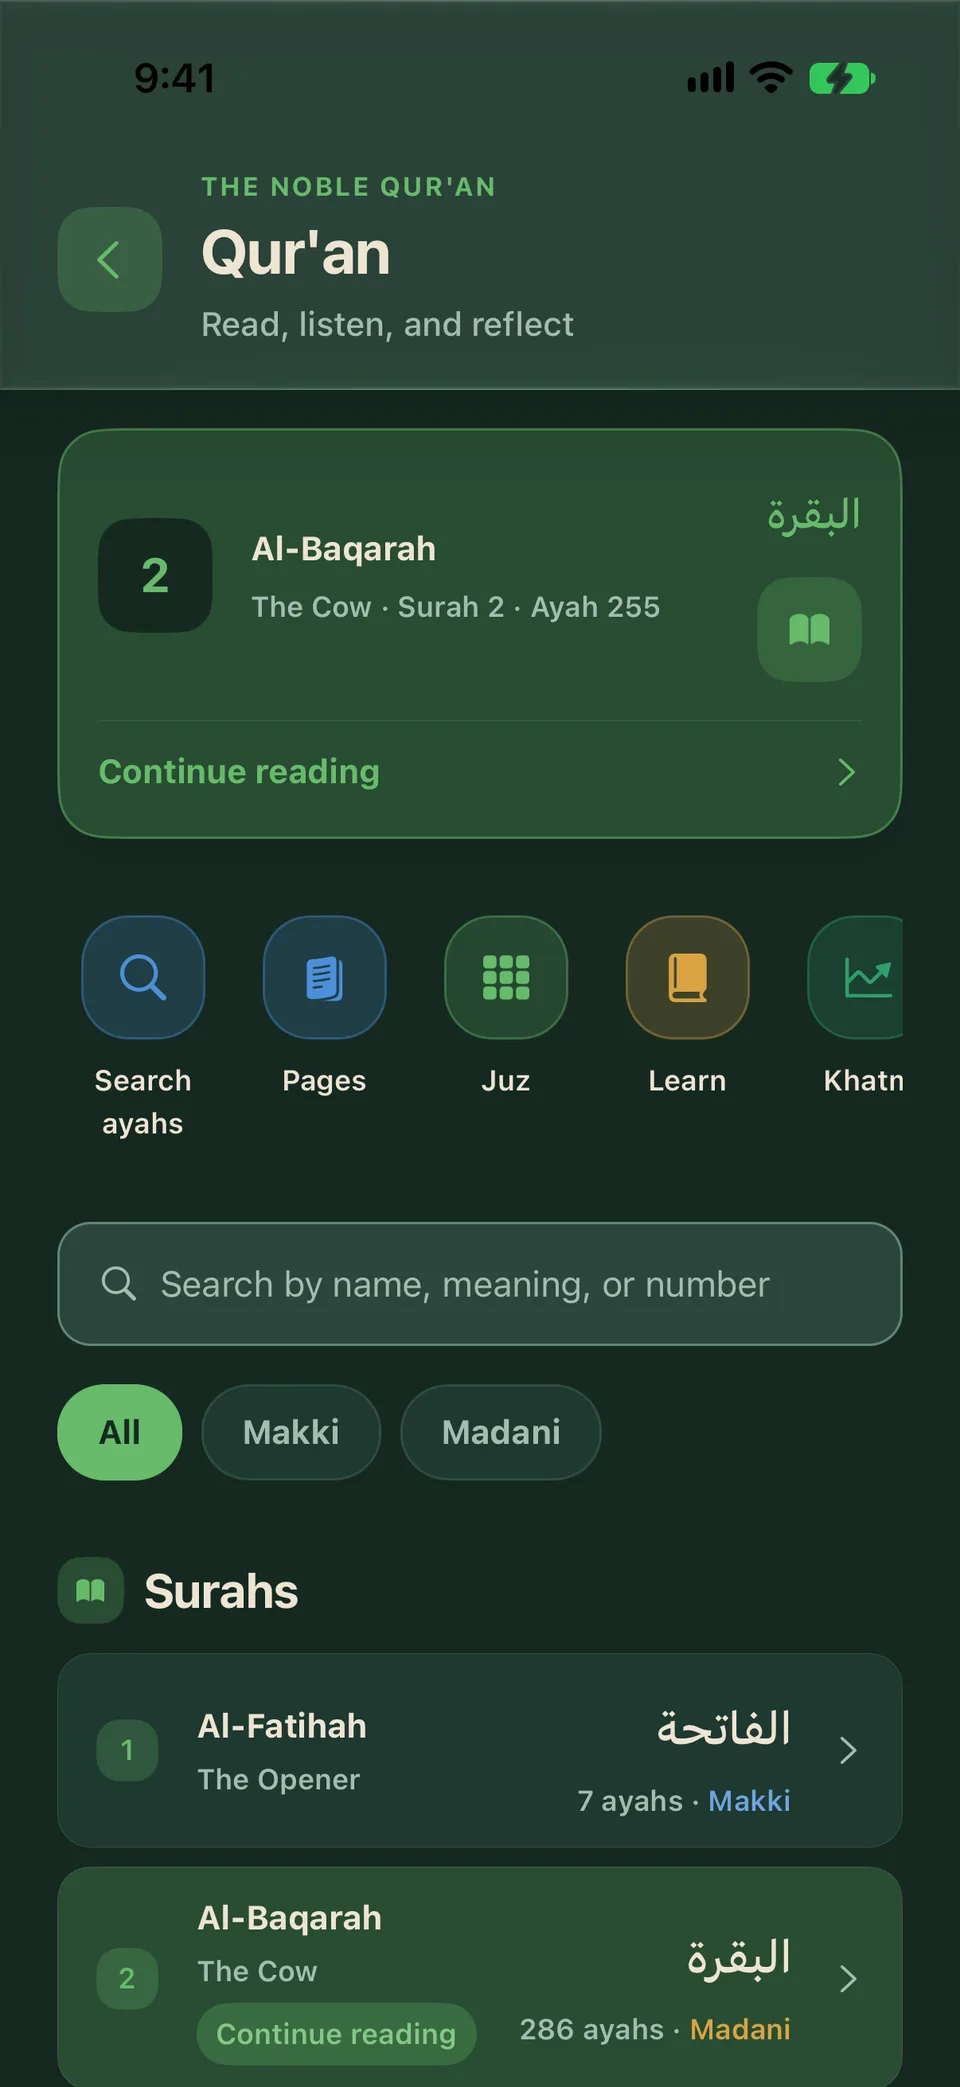 9:41
THE NOBLE QUR'AN
Qur'an
Read, listen, and reflect
البقرة
2
Al-Baqarah
The Cow · Surah 2 · Ayah 255
Continue reading
Search ayahs
Pages
Juz
Learn
Search by name, meaning, or number
All
Makki
Madani
Surahs
1
Al-Fatihah
The Opener
الفاتحة
7 ayahs · Makki
2
Al-Baqarah
The Cow
Continue reading
البقرة
286 ayahs · Madani